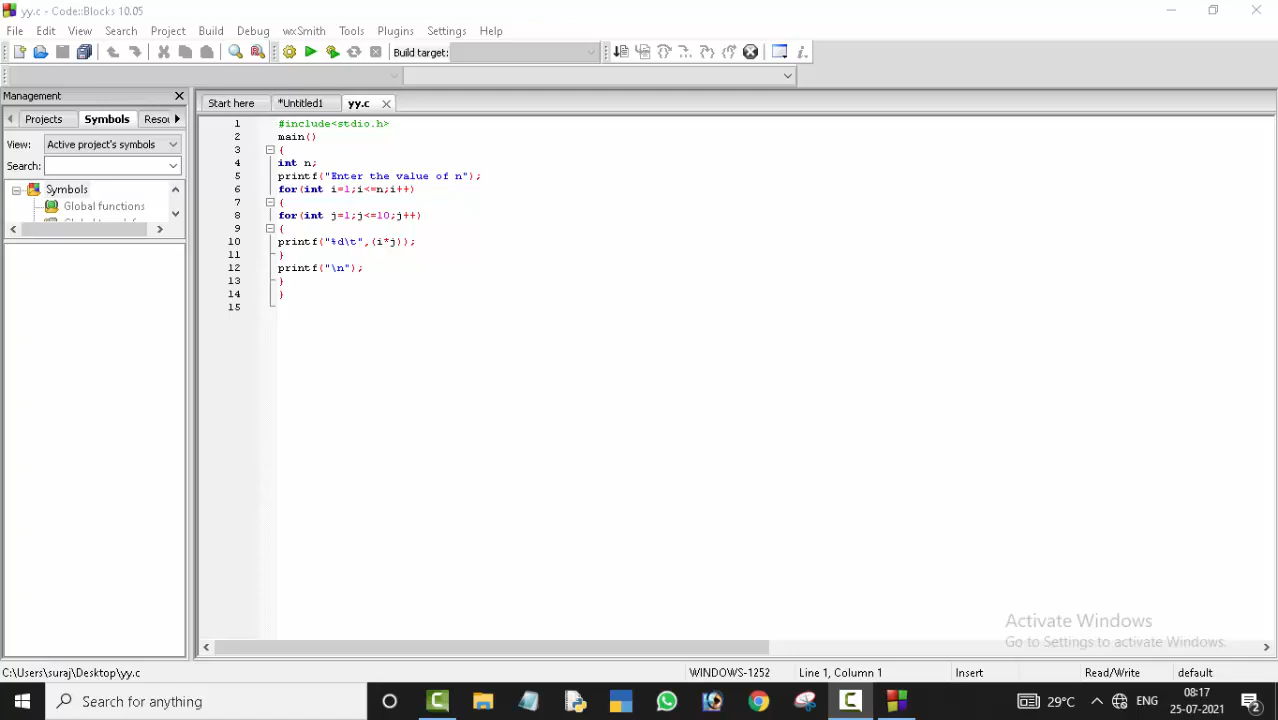 yy.c - Code::Blocks 10.05
File Edit View Search Project Build Debug wxSmith Tools Plugins Settings Help
Build target:
Management
Start here *Untitled1 yy.c
Projects Symbols Resou
View: Active project's symbols
Search:
Symbols
Global functions
1 #include<stdio.h>
2 main()
3 {
4 int n;
5 printf("Enter the value of n");
6 for(int i=1;i<=n;i++)
7 {
8 for(int j=1;j<=10;j++)
9 {
10 printf("%d\t",(i*j));
11 }
12 printf("\n");
13 }
14 }
15
Activate Windows
Go to Settings to activate Windows.
C:\Users\suraj\Desktop\yy.c WINDOWS-1252 Line 1, Column 1 Insert Read/Write default
Search for anything
29°C ENG
08:17
25-07-2021
2